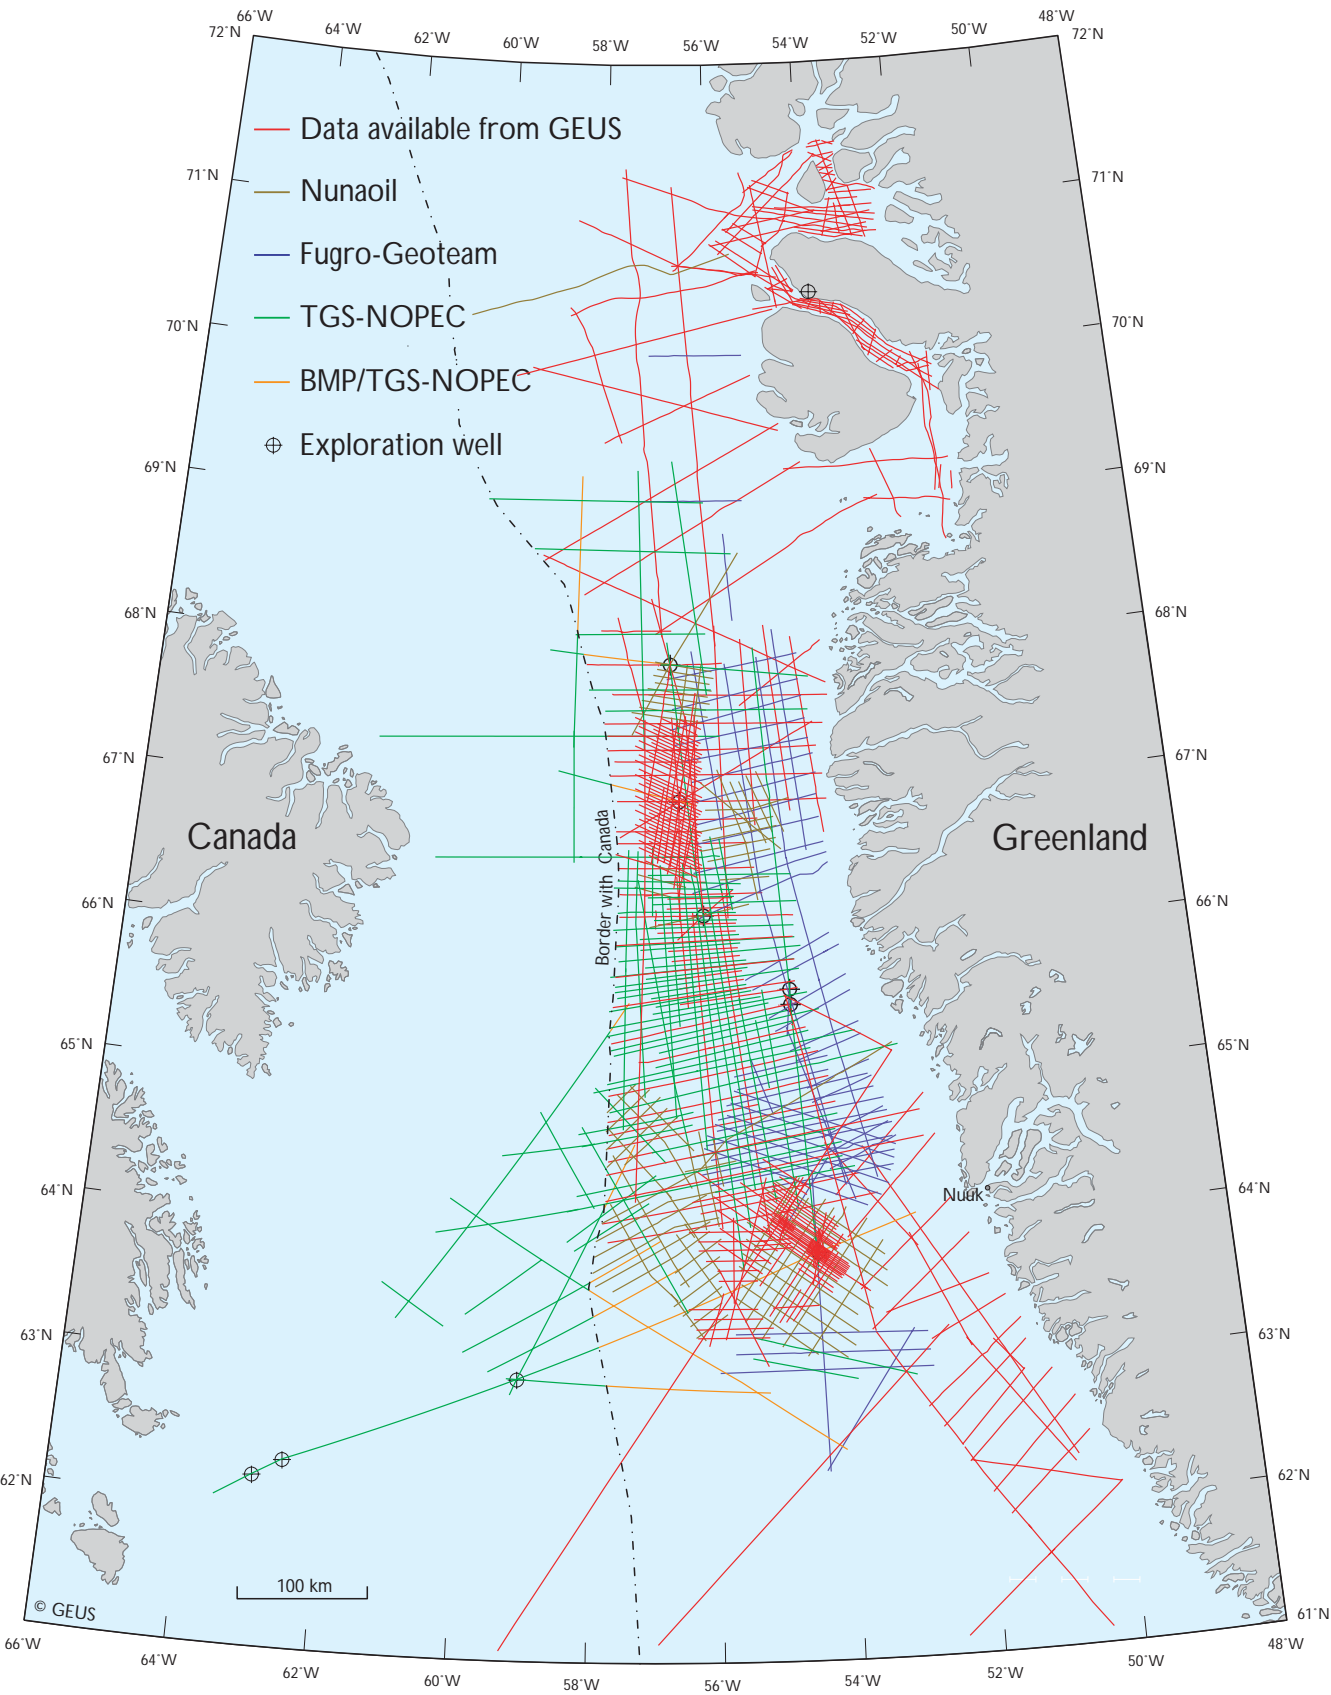 66°W
64°W
62°W
60°W
58°W
56°W
54°W
52°W
50°W
48°W
72°N
72°N
Data available from GEUS
71°N
71°N
Nunaoil
Fugro-Geoteam
TGS-NOPEC
70°N
70°N
BMP/TGS-NOPEC
Exploration well
69°N
69°N
68°N
68°N
67°N
67°N
Canada
Greenland
Border with Canada
66°N
66°N
65°N
65°N
64°N
64°N
Nuuk
63°N
63°N
62°N
62°N
100 km
© GEUS
61°N
66°W
64°W
62°W
60°W
58°W
56°W
54°W
52°W
50°W
48°W